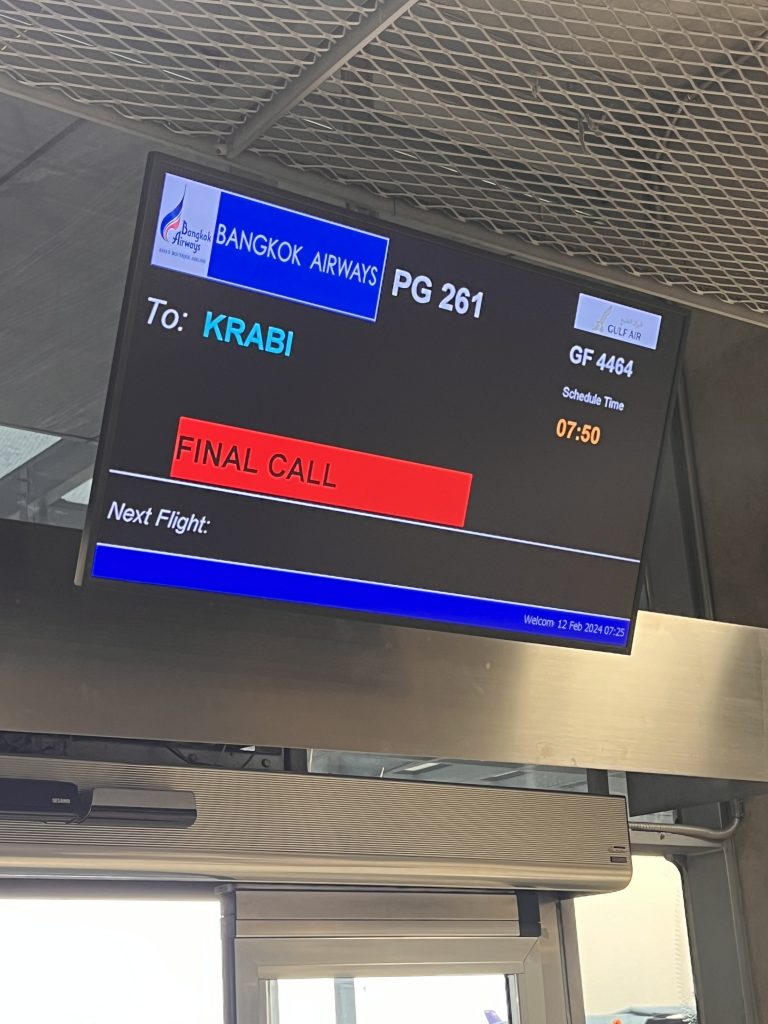 Bangkok Airways
BANGKOK AIRWAYS
PG 261
GULF AIR
To: KRABI
GF 4464
Schedule Time
07:50
FINAL CALL
Next Flight:
Welcom 12 Feb 2024 07:25